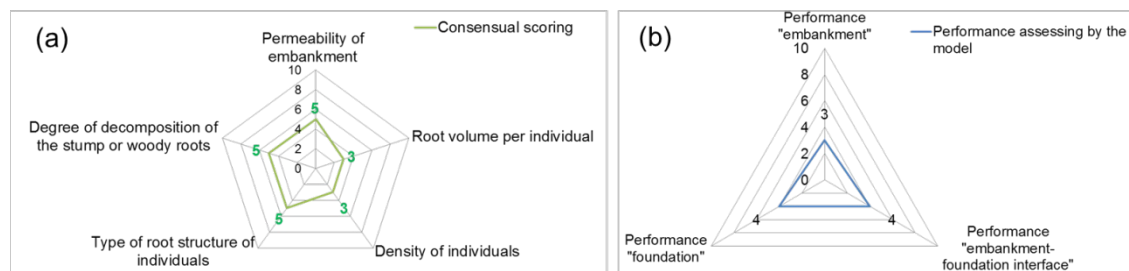 (a)
Consensual scoring
Permeability of
embankment
10
8
6
4
2
0
5
3
3
5
5
Root volume per individual
Density of individuals
Type of root structure of
individuals
Degree of decomposition of
the stump or woody roots
(b)
Performance
"embankment"
Performance assessing by the
model
10
8
6
4
2
0
3
4
4
Performance
"foundation"
Performance
"embankment-
foundation interface"